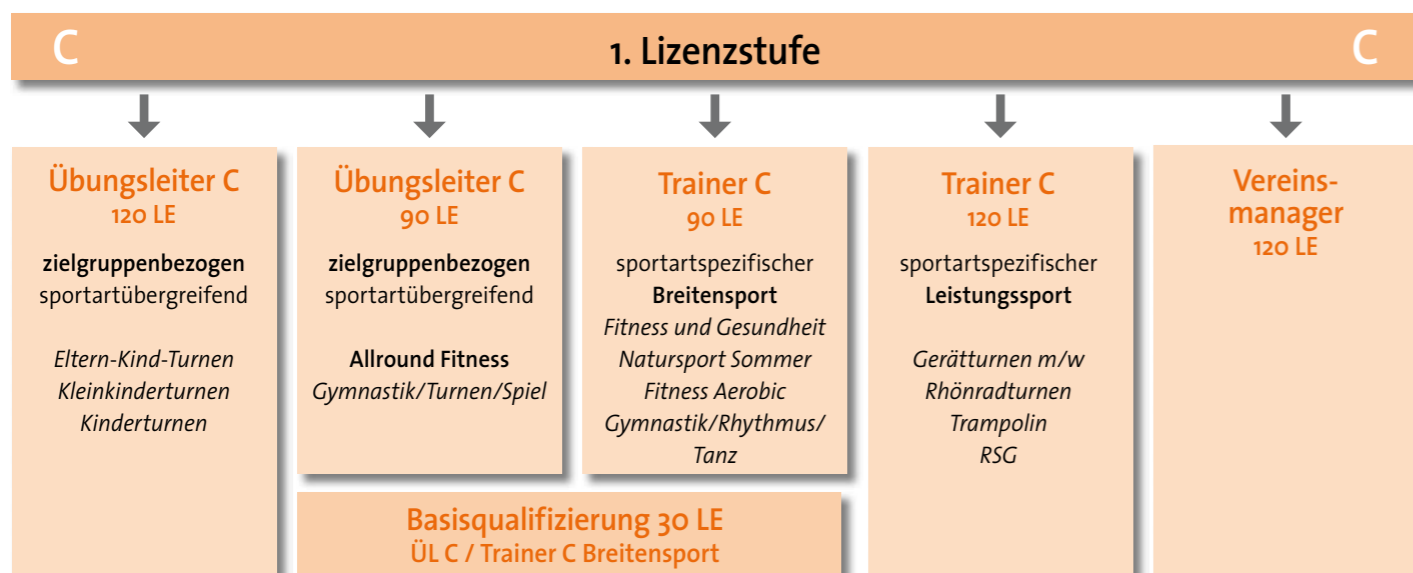 C 1. Lizenzstufe C
Übungsleiter C
120 LE
zielgruppenbezogen
sportartübergreifend
Eltern-Kind-Turnen
Kleinkinderturnen
Kinderturnen
Übungsleiter C
90 LE
zielgruppenbezogen
sportartübergreifend
Allround Fitness
Gymnastik/Turnen/Spiel
Trainer C
90 LE
sportartspezifischer
Breitensport
Fitness und Gesundheit
Natursport Sommer
Fitness Aerobic
Gymnastik/Rhythmus/
Tanz
Basisqualifizierung 30 LE
ÜL C / Trainer C Breitensport
Trainer C
120 LE
sportartspezifischer
Leistungssport
Gerätturnen m/w
Rhönradturnen
Trampolin
RSG
Vereins-
manager
120 LE